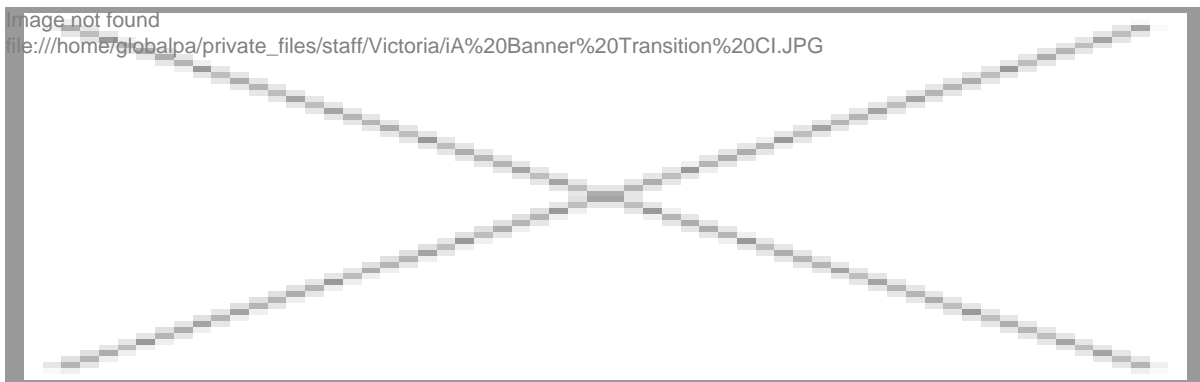 Image not found
file:///home/globalpa/private_files/staff/Victoria/iA%20Banner%20Transition%20CI.JPG